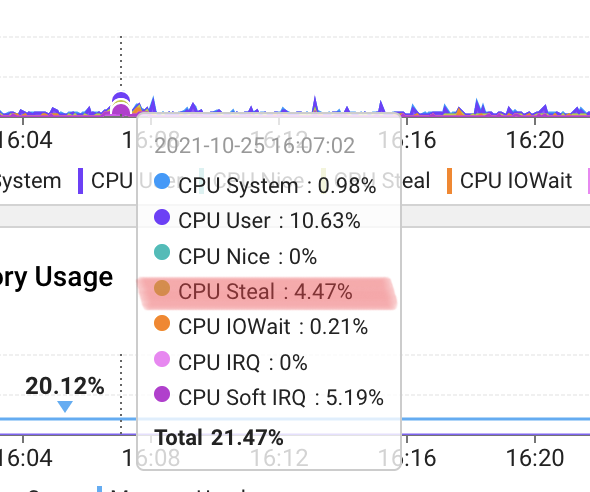 16:04 16:08 16:12 16:16 16:20
2021-10-25 16:07:02
System CPU User CPU Nice CPU Steal CPU IOWait
CPU System : 0.98%
CPU User : 10.63%
CPU Nice : 0%
CPU Steal : 4.47%
CPU IOWait : 0.21%
CPU IRQ : 0%
CPU Soft IRQ : 5.19%
Total 21.47%
ory Usage
20.12%
16:04 16:08 16:12 16:16 16:20